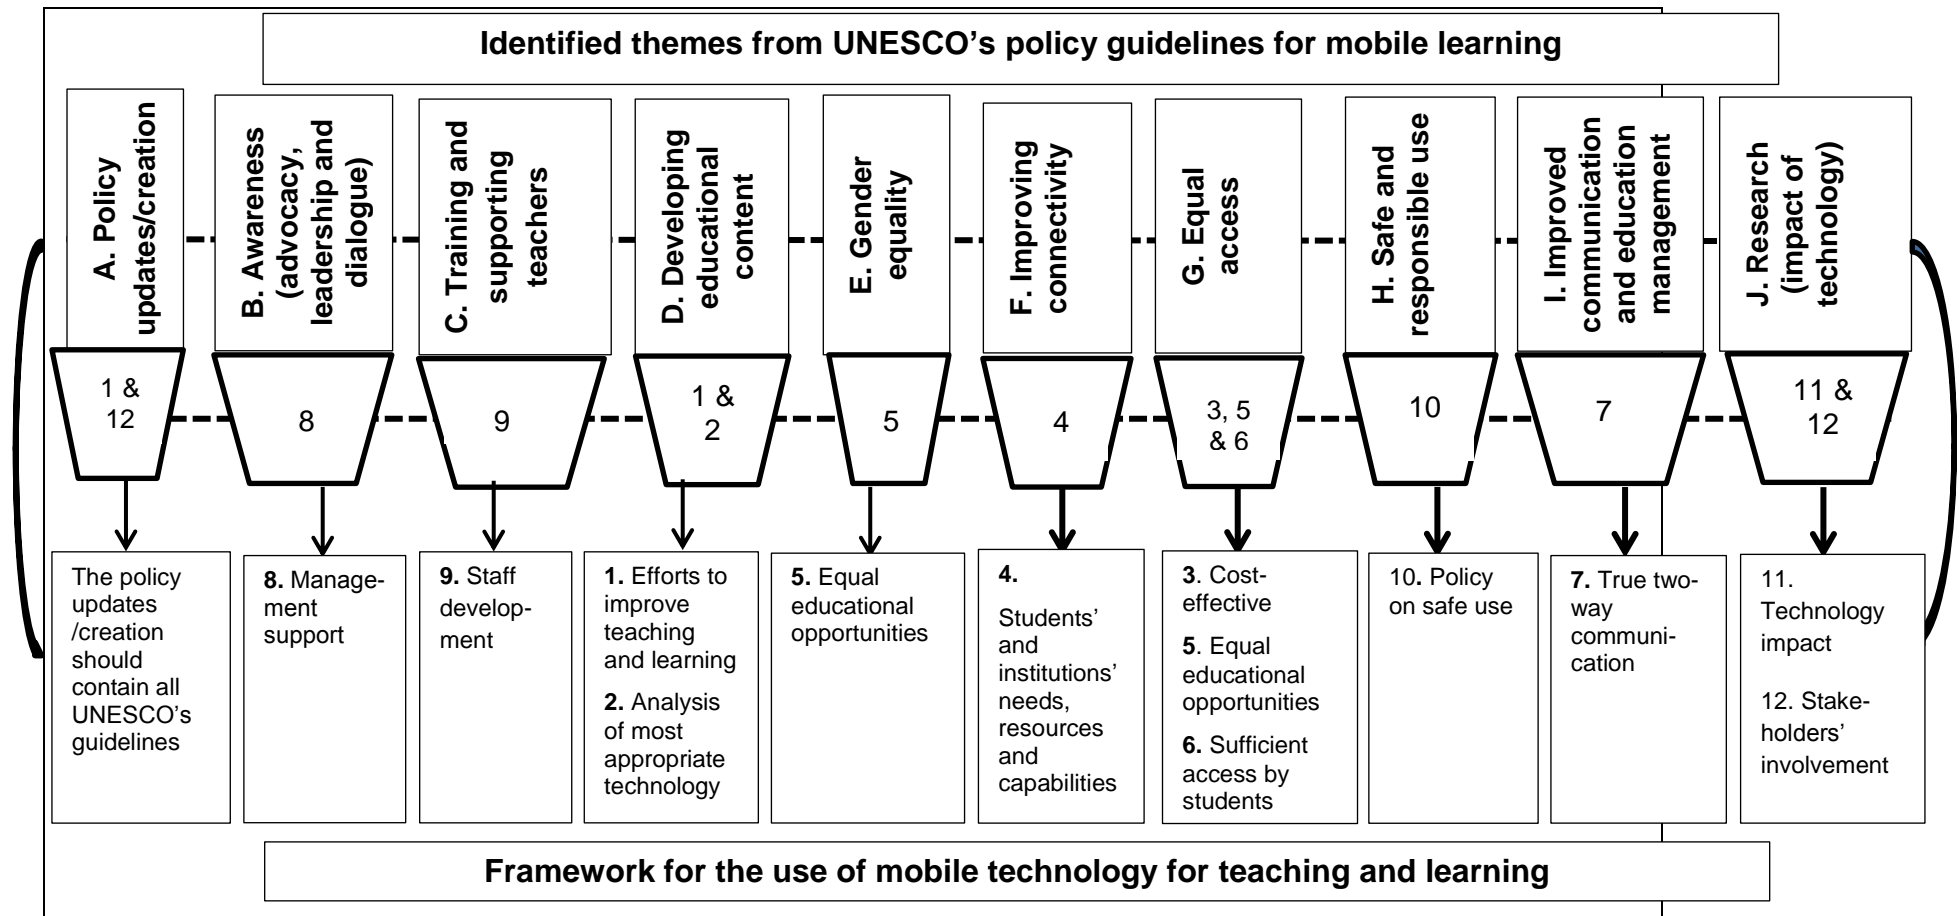 Identified themes from UNESCO’s policy guidelines for mobile learning
A. Policy
updates/creation
B. Awareness
(advocacy,
leadership and
dialogue)
C. Training and
supporting
teachers
D. Developing
educational
content
E. Gender
equality
F. Improving
connectivity
G. Equal
access
H. Safe and
responsible use
I. Improved
communication
and education
management
J. Research
(impact of
technology)
1 &
12
8
9
1 &
2
5
4
3, 5
& 6
10
7
11 &
12
The policy
updates
/creation
should
contain all
UNESCO’s
guidelines
8. Manage-
ment
support
9. Staff
develop-
ment
1. Efforts to
improve
teaching
and learning
2. Analysis
of most
appropriate
technology
5. Equal
educational
opportunities
4.
Students’
and
institutions’
needs,
resources
and
capabilities
3. Cost-
effective
5. Equal
educational
opportunities
6. Sufficient
access by
students
10. Policy
on safe use
7. True two-
way
communi-
cation
11.
Technology
impact
12. Stake-
holders’
involvement
Framework for the use of mobile technology for teaching and learning